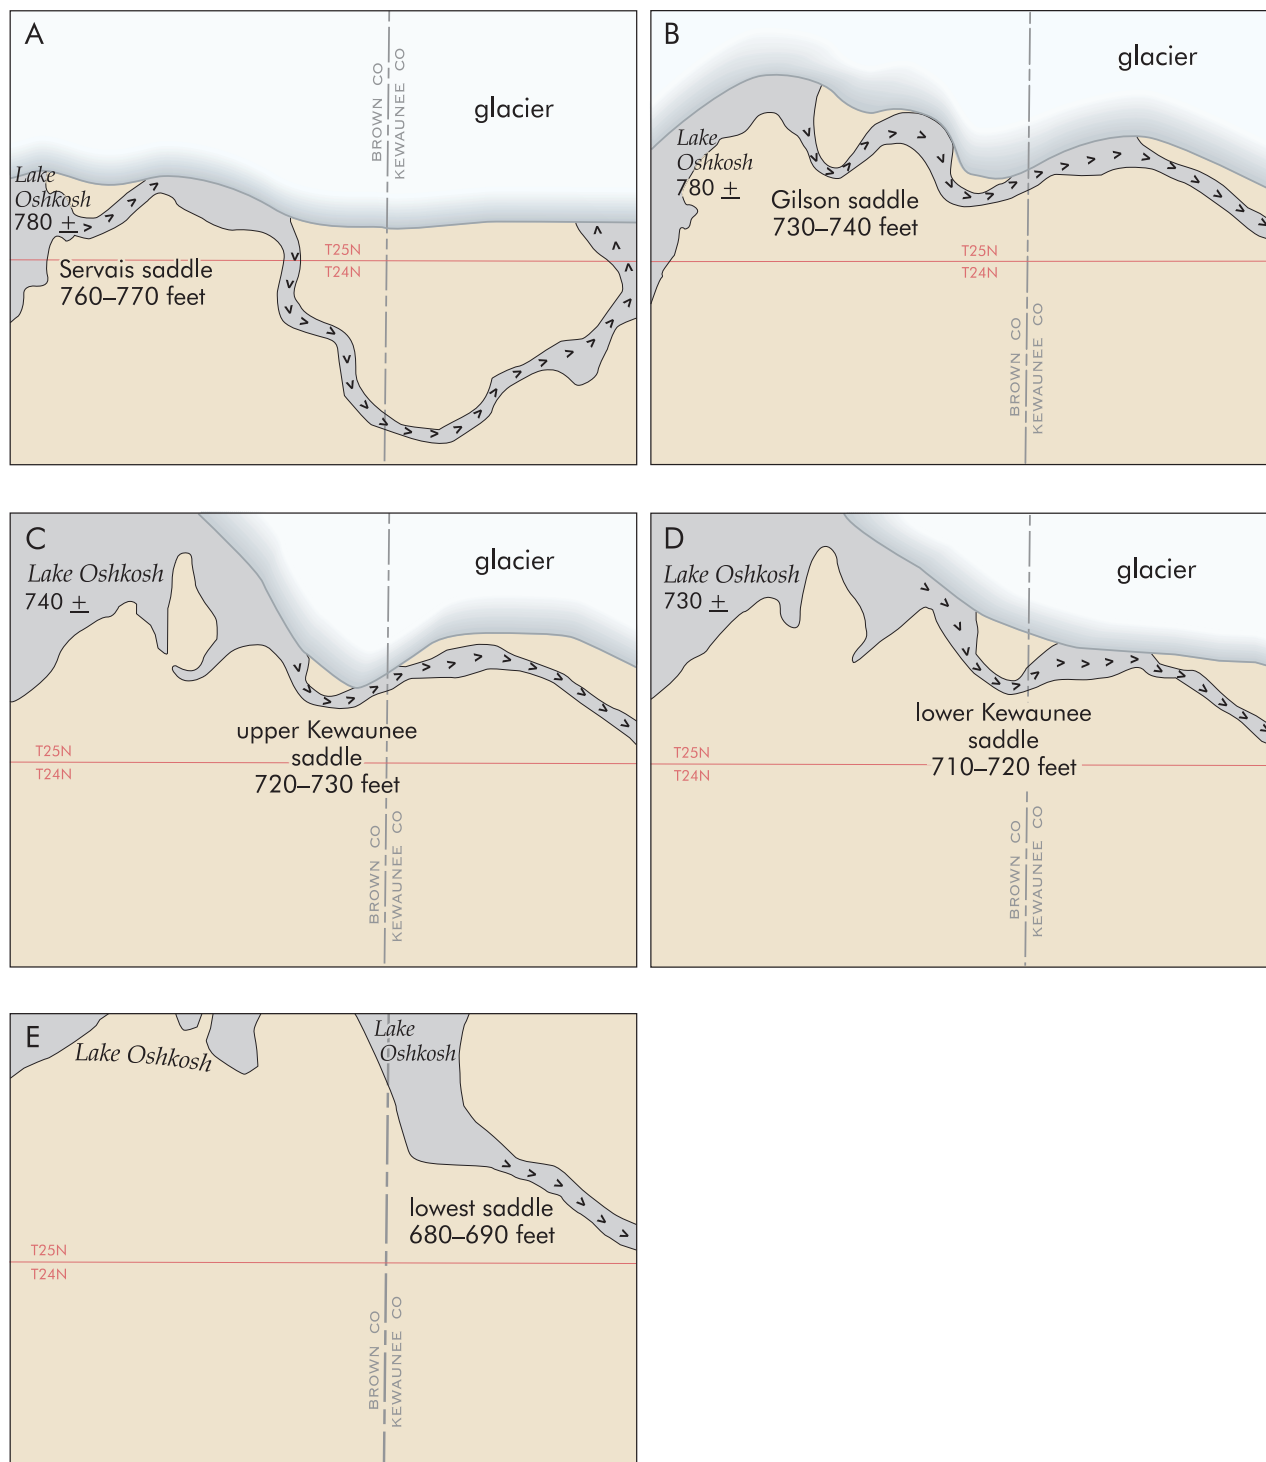 A
BROWN CO
KEWAUNEE CO
glacier
Lake
Oshkosh
780 ±
T25N
T24N
Servais saddle
760–770 feet
B
glacier
Lake
Oshkosh
780 ±
Gilson saddle
730–740 feet
T25N
T24N
BROWN CO
KEWAUNEE CO
C
glacier
Lake Oshkosh
740 ±
upper Kewaunee
saddle
720–730 feet
T25N
T24N
BROWN CO
KEWAUNEE CO
D
glacier
Lake Oshkosh
730 ±
lower Kewaunee
saddle
710–720 feet
T25N
T24N
BROWN CO
KEWAUNEE CO
E
Lake Oshkosh
Lake
Oshkosh
lowest saddle
680–690 feet
T25N
T24N
BROWN CO
KEWAUNEE CO